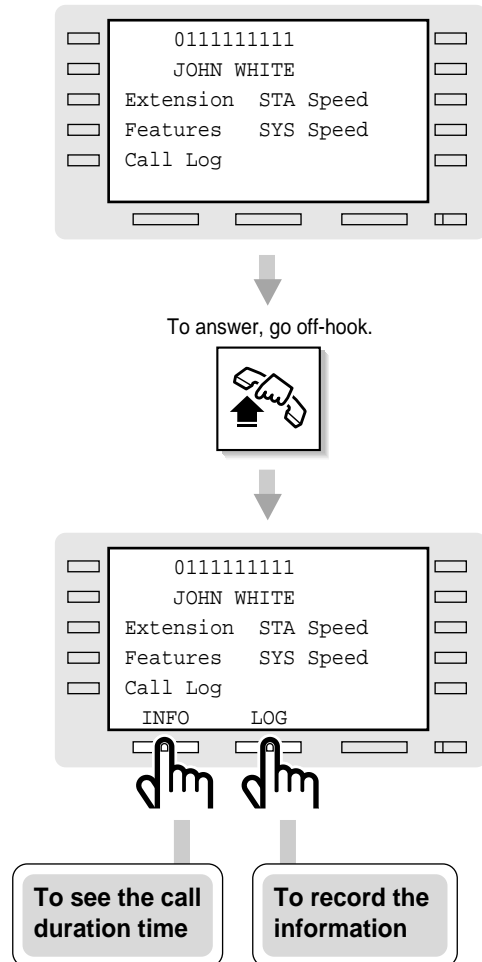 0111111111
JOHN WHITE
Extension STA Speed
Features SYS Speed
Call Log
To answer, go off-hook.
0111111111
JOHN WHITE
Extension STA Speed
Features SYS Speed
Call Log
INFO LOG
To see the call
duration time
To record the
information